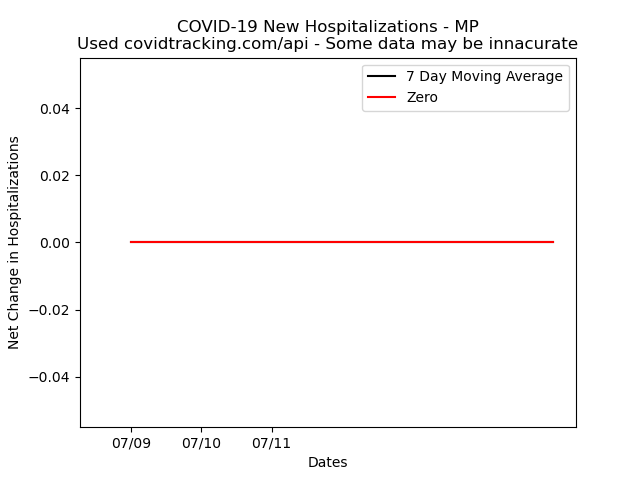 COVID-19 New Hospitalizations - MP
Used covidtracking.com/api - Some data may be innacurate
7 Day Moving Average
Zero
Net Change in Hospitalizations
0.04
0.02
0.00
−0.02
−0.04
07/09 07/10 07/11
Dates